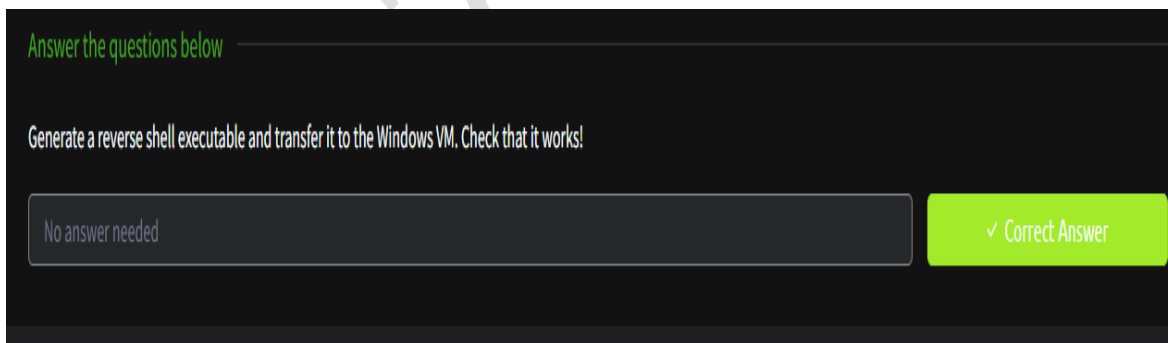 Answer the questions below
Generate a reverse shell executable and transfer it to the Windows VM. Check that it works!
No answer needed
✓ Correct Answer